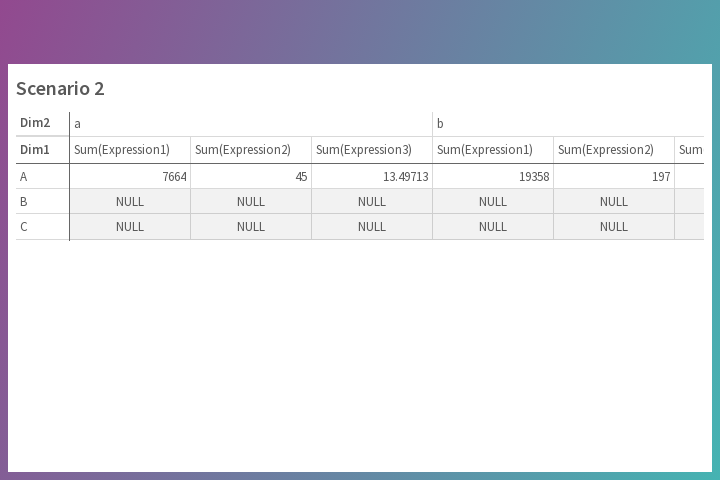 Scenario 2
Dim2 a b
Dim1 Sum(Expression1) Sum(Expression2) Sum(Expression3) Sum(Expression1) Sum(Expression2) Sum
A 7664 45 13.49713 19358 197
B NULL NULL NULL NULL NULL
C NULL NULL NULL NULL NULL